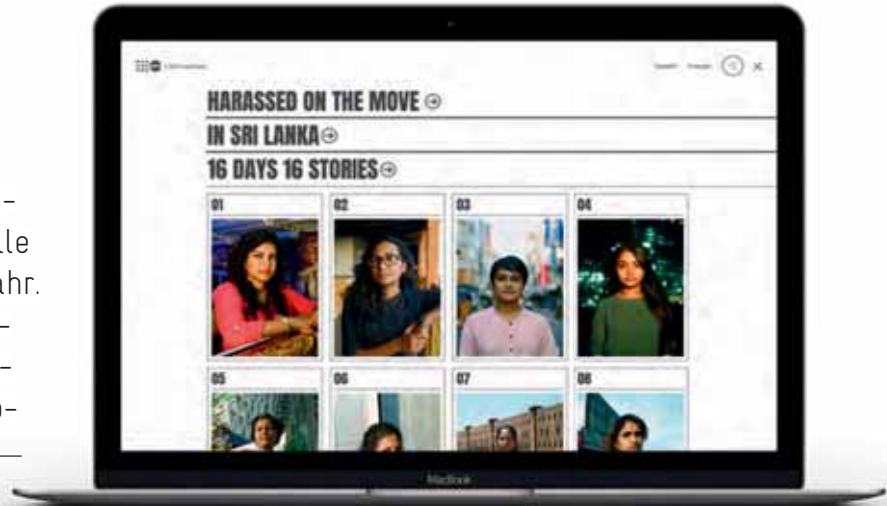 lle
ahr.
HARASSED ON THE MOVE
IN SRI LANKA
16 DAYS 16 STORIES
01 02 03 04
05 06 07 08
MacBook